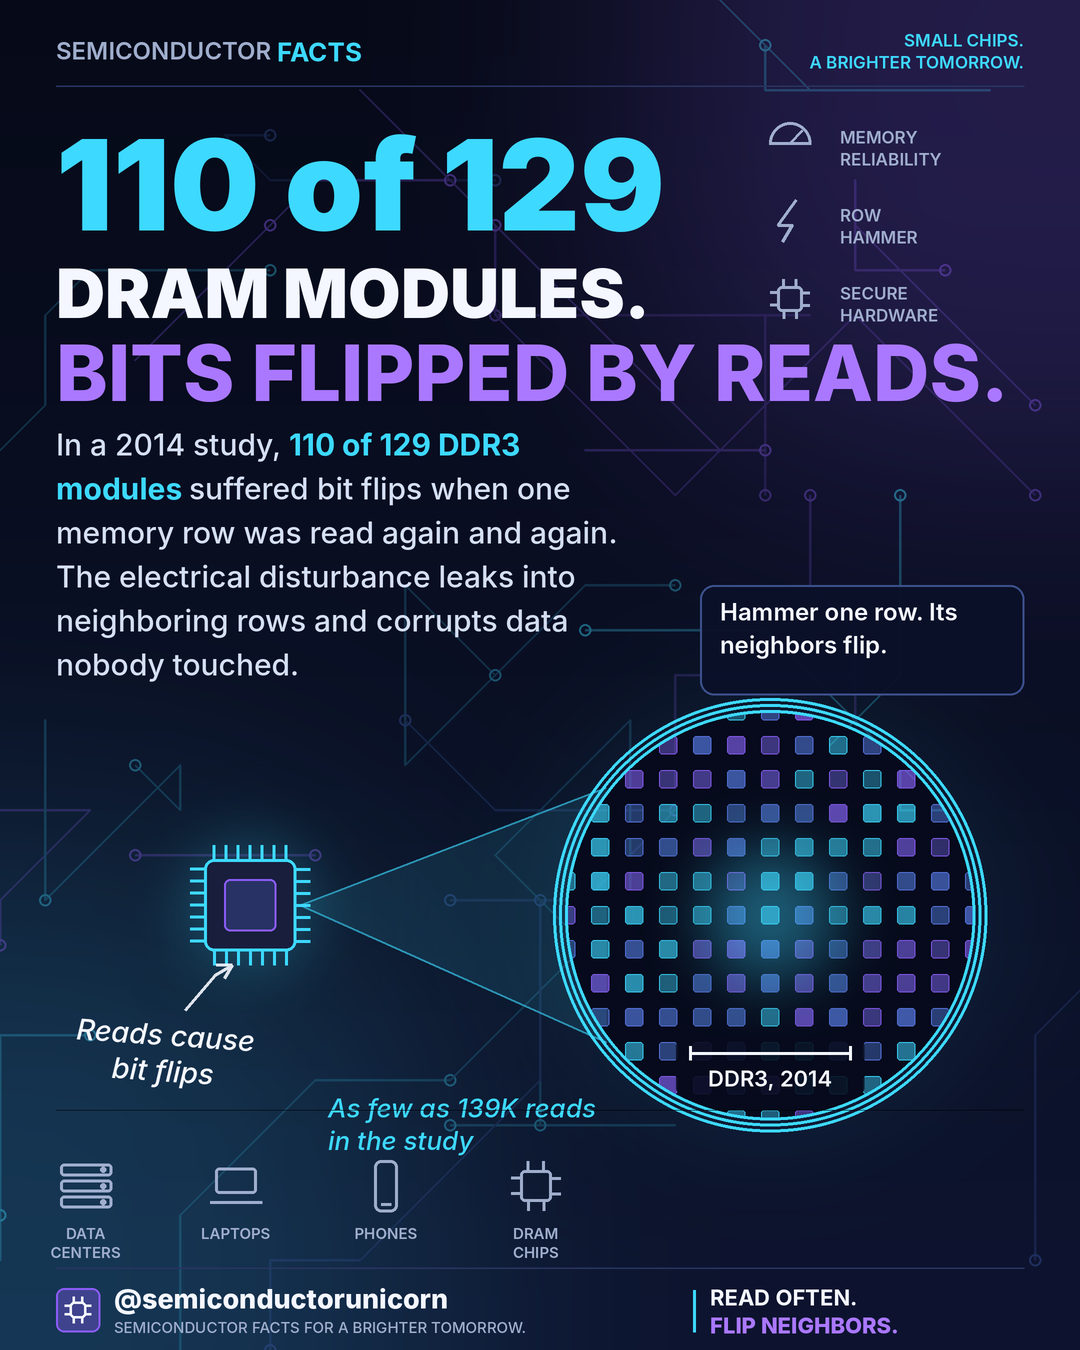 SEMICONDUCTOR FACTS
SMALL CHIPS.
A BRIGHTER TOMORROW.
110 of 129
DRAM MODULES.
BITS FLIPPED BY READS.
MEMORY
RELIABILITY
ROW
HAMMER
SECURE
HARDWARE
In a 2014 study, 110 of 129 DDR3
modules suffered bit flips when one
memory row was read again and again.
The electrical disturbance leaks into
neighboring rows and corrupts data
nobody touched.
Hammer one row. Its
neighbors flip.
Reads cause
bit flips
DDR3, 2014
As few as 139K reads
in the study
DATA
CENTERS
LAPTOPS
PHONES
DRAM
CHIPS
@semiconductorunicorn
SEMICONDUCTOR FACTS FOR A BRIGHTER TOMORROW.
READ OFTEN.
FLIP NEIGHBORS.